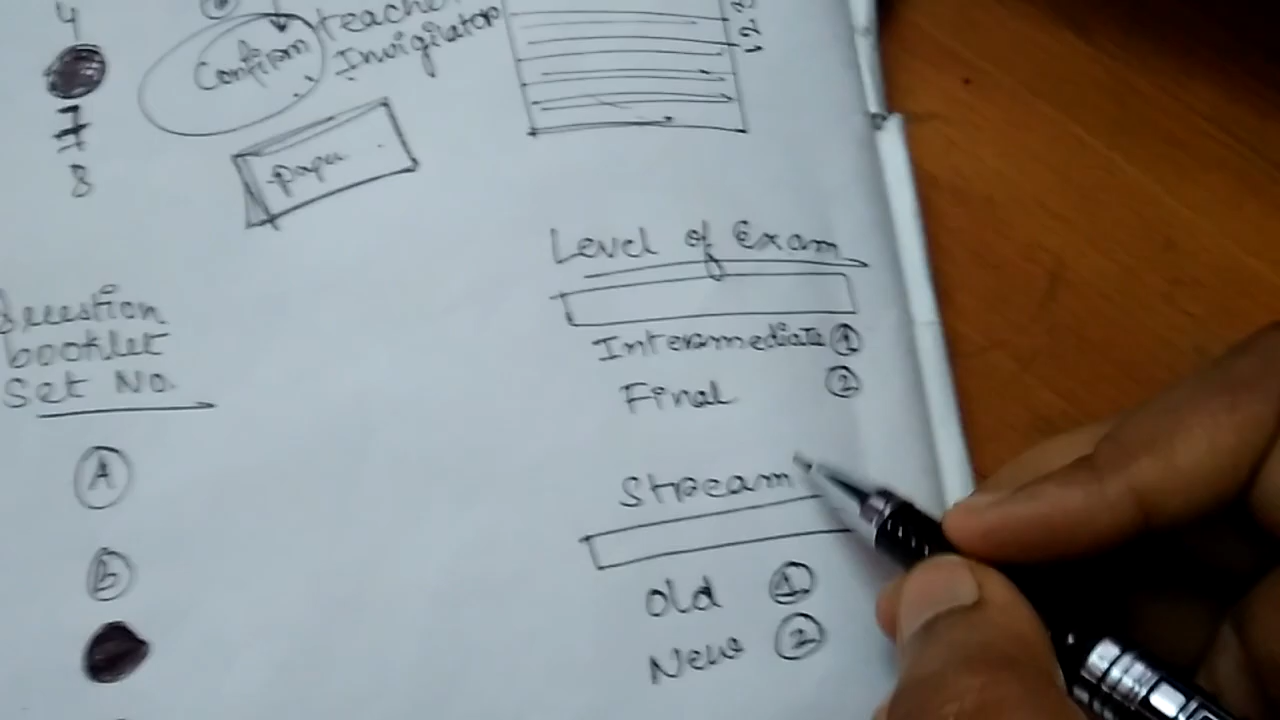 4
Confirm
Invigilator
7
7
8
Level of Exam
Intermediate 1
Final 2
Question
booklet
Set No.
A
B
Stream
Old 1
New 2